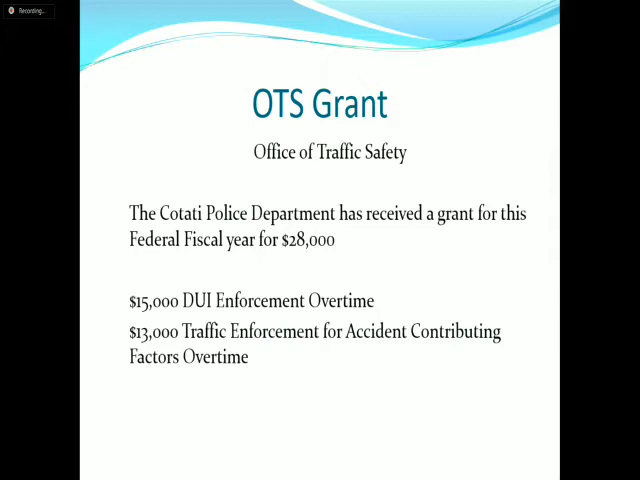 Recording...
OTS Grant
Office of Traffic Safety
The Cotati Police Department has received a grant for this
Federal Fiscal year for $28,000
$15,000 DUI Enforcement Overtime
$13,000 Traffic Enforcement for Accident Contributing
Factors Overtime